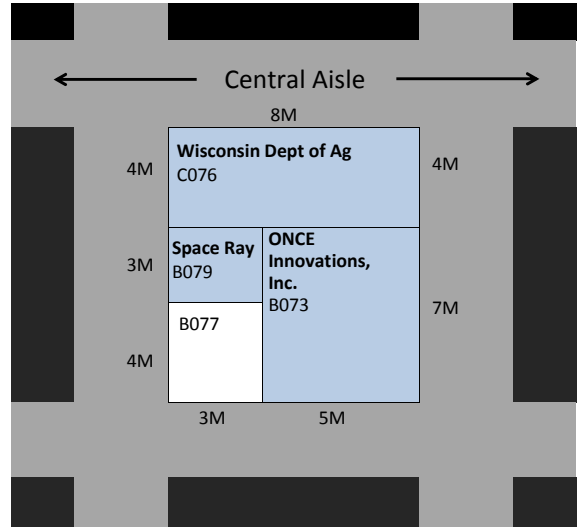 Central Aisle
8M
Wisconsin Dept of Ag
C076
4M
4M
Space Ray
B079
ONCE
Innovations,
Inc.
B073
3M
B077
7M
4M
3M
5M